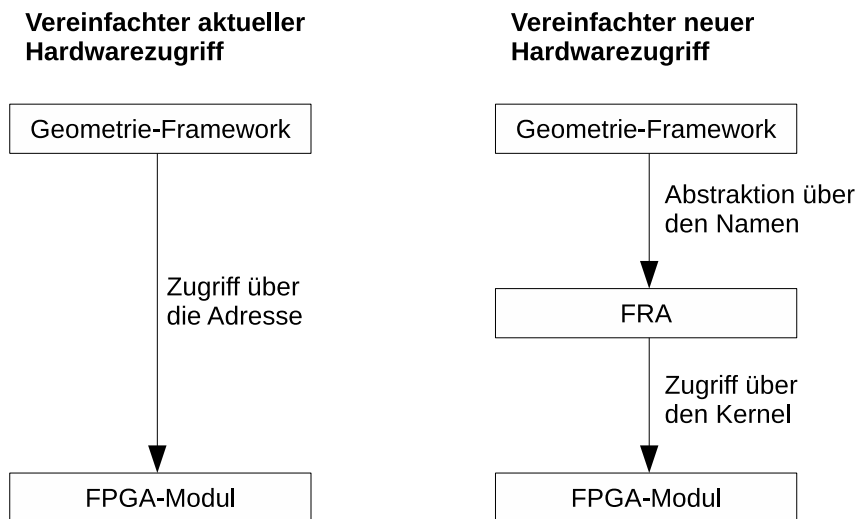 Vereinfachter aktueller
Hardwarezugriff
Geometrie-Framework
Zugriff über
die Adresse
FPGA-Modul
Vereinfachter neuer
Hardwarezugriff
Geometrie-Framework
Abstraktion über
den Namen
FRA
Zugriff über
den Kernel
FPGA-Modul